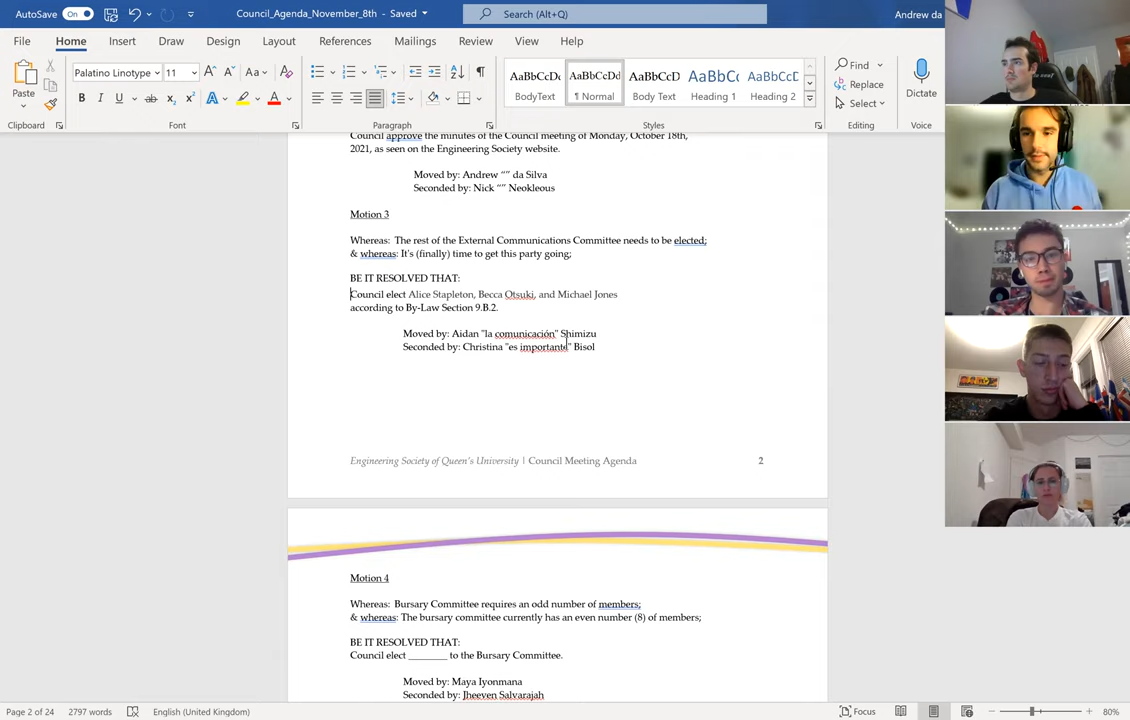 AutoSave On Council_Agenda_November_8th - Saved Search (Alt+Q) Andrew da
File Home Insert Draw Design Layout References Mailings Review View Help
Paste
Clipboard
Palatino Linotype 11
Font
Paragraph
AaBbCcDc AaBbCcDd AaBbCcD AaBbCc AaBbCcD
BodyText ¶ Normal Body Text Heading 1 Heading 2
Styles
Find
Replace
Select
Editing
Dictate
Voice
Council approve the minutes of the Council meeting of Monday, October 18th,
2021, as seen on the Engineering Society website.
Moved by: Andrew “” da Silva
Seconded by: Nick “” Neokleous
Motion 3
Whereas: The rest of the External Communications Committee needs to be elected;
& whereas: It's (finally) time to get this party going;
BE IT RESOLVED THAT:
Council elect Alice Stapleton, Becca Otsuki, and Michael Jones
according to By-Law Section 9.B.2.
Moved by: Aidan "la comunicación" Shimizu
Seconded by: Christina "es importante" Bisol
Engineering Society of Queen's University | Council Meeting Agenda 2
Motion 4
Whereas: Bursary Committee requires an odd number of members;
& whereas: The bursary committee currently has an even number (8) of members;
BE IT RESOLVED THAT:
Council elect ________ to the Bursary Committee.
Moved by: Maya Iyonmana
Seconded by: Jheeven Salvarajah
Page 2 of 24 2797 words English (United Kingdom) Focus 80%